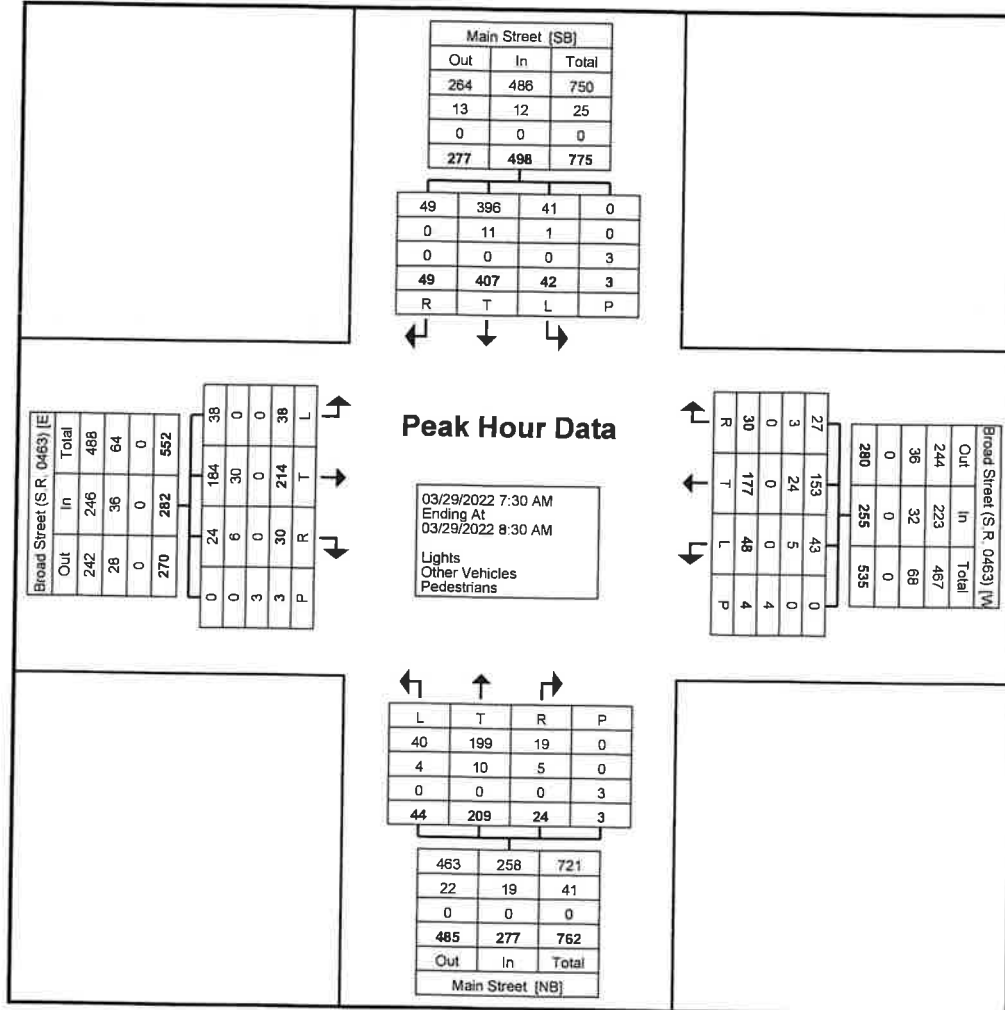 Main Street [SB]
Out In Total
264 486 750
13 12 25
0 0 0
277 498 775
49 396 41 0
0 11 1 0
0 0 0 3
49 407 42 3
R T L P
Broad Street (S.R. 0463) [E
Total In Out
488 246 242
64 36 28
0 0 0
552 282 270
38 184 24 0
0 30 6 0
0 0 0 3
38 214 30 3
L T R P
Peak Hour Data
03/29/2022 7:30 AM
Ending At
03/29/2022 8:30 AM
Lights
Other Vehicles
Pedestrians
27 153 43 0
3 24 5 0
0 0 0 4
30 177 48 4
R T L P
Broad Street (S.R. 0463) [W
Out In Total
244 223 467
36 32 68
0 0 0
280 255 535
L T R P
40 199 19 0
4 10 5 0
0 0 0 3
44 209 24 3
463 258 721
22 19 41
0 0 0
485 277 762
Out In Total
Main Street [NB]